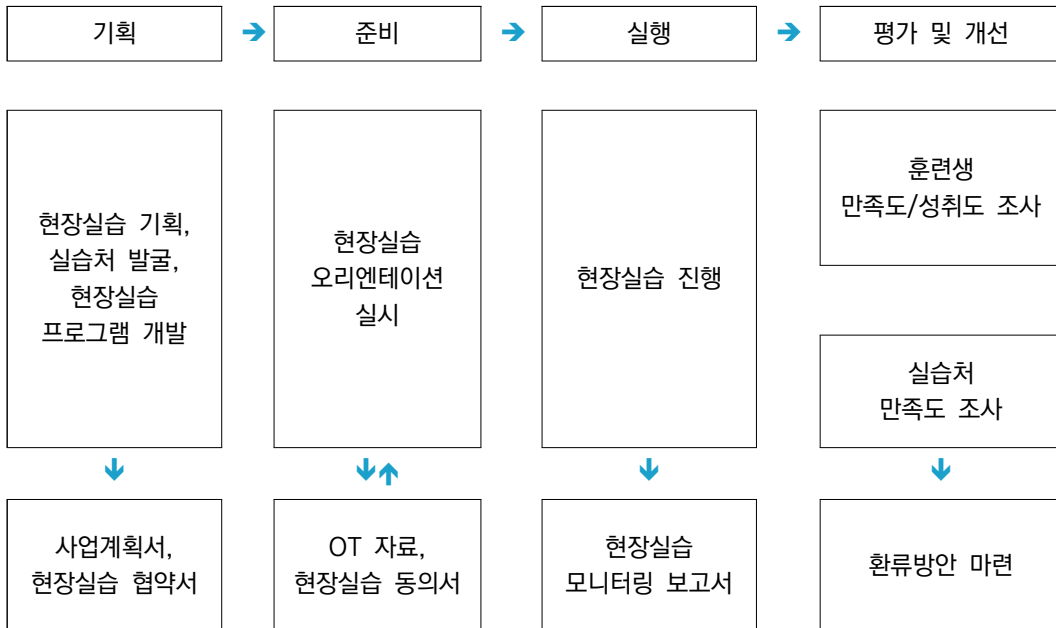 기획
준비
실행
평가 및 개선
현장실습 기획,
실습처 발굴,
현장실습
프로그램 개발
현장실습
오리엔테이션
실시
현장실습 진행
훈련생
만족도/성취도 조사
실습처
만족도 조사
사업계획서,
현장실습 협약서
OT 자료,
현장실습 동의서
현장실습
모니터링 보고서
환류방안 마련